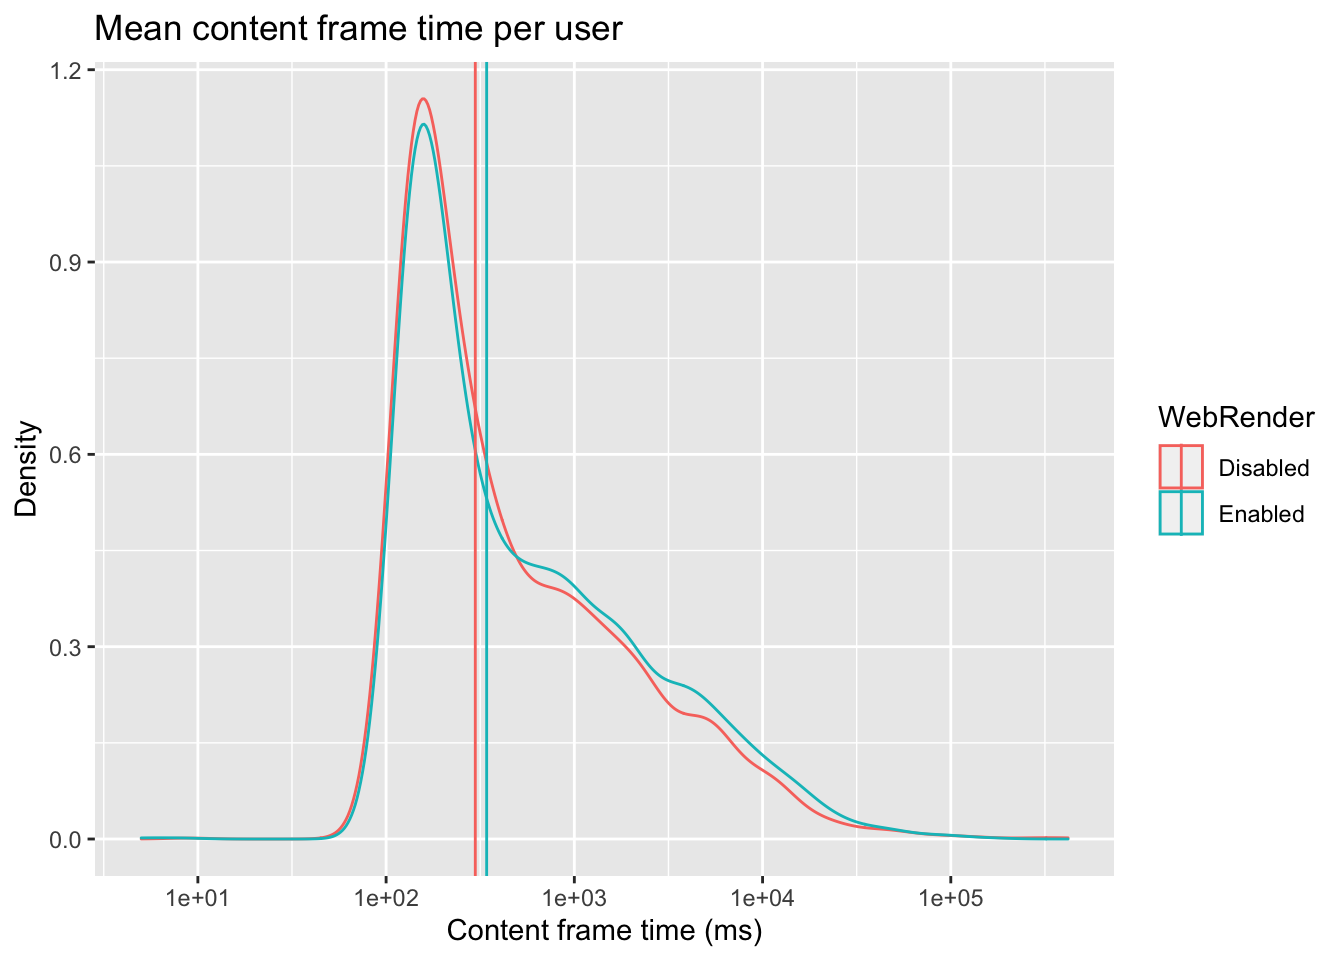 Mean content frame time per user
1.2
0.9
0.6
0.3
0.0
Density
1e+01 1e+02 1e+03 1e+04 1e+05
Content frame time (ms)
WebRender
Disabled
Enabled